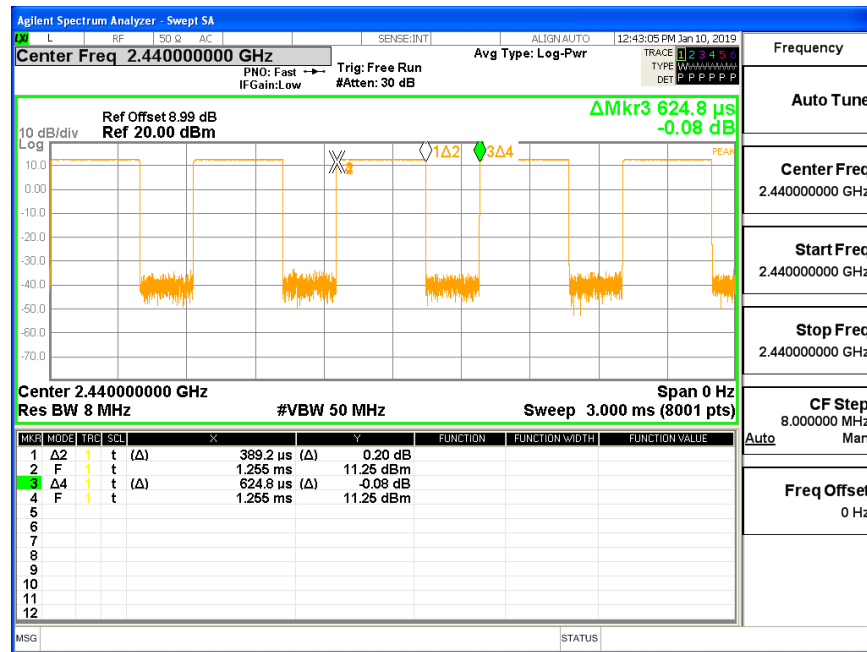 Agilent Spectrum Analyzer - Swept SA
LXI L RF 50 Ω AC SENSE:INT ALIGN AUTO 12:43:05 PM Jan 10, 2019
Center Freq 2.440000000 GHz
PNO: Fast
IFGain:Low
Trig: Free Run
#Atten: 30 dB
Avg Type: Log-Pwr
TRACE 1 2 3 4 5 6
TYPE W
DET P P P P P P
ΔMkr3 624.8 µs
-0.08 dB
Ref Offset 8.99 dB
10 dB/div Ref 20.00 dBm
Log
PEAK
1Δ2 3Δ4
10.0
0.00
-10.0
-20.0
-30.0
-40.0
-50.0
-60.0
-70.0
Center 2.440000000 GHz Span 0 Hz
Res BW 8 MHz #VBW 50 MHz Sweep 3.000 ms (8001 pts)
MKR MODE TRC SCL X Y FUNCTION FUNCTION WIDTH FUNCTION VALUE
1 Δ2 1 t (Δ) 389.2 µs (Δ) 0.20 dB
2 F 1 t 1.255 ms 11.25 dBm
3 Δ4 1 t (Δ) 624.8 µs (Δ) -0.08 dB
4 F 1 t 1.255 ms 11.25 dBm
5
6
7
8
9
10
11
12
MSG STATUS
Frequency
Auto Tune
Center Freq
2.440000000 GHz
Start Freq
2.440000000 GHz
Stop Freq
2.440000000 GHz
CF Step
8.000000 MHz
Auto Man
Freq Offset
0 Hz